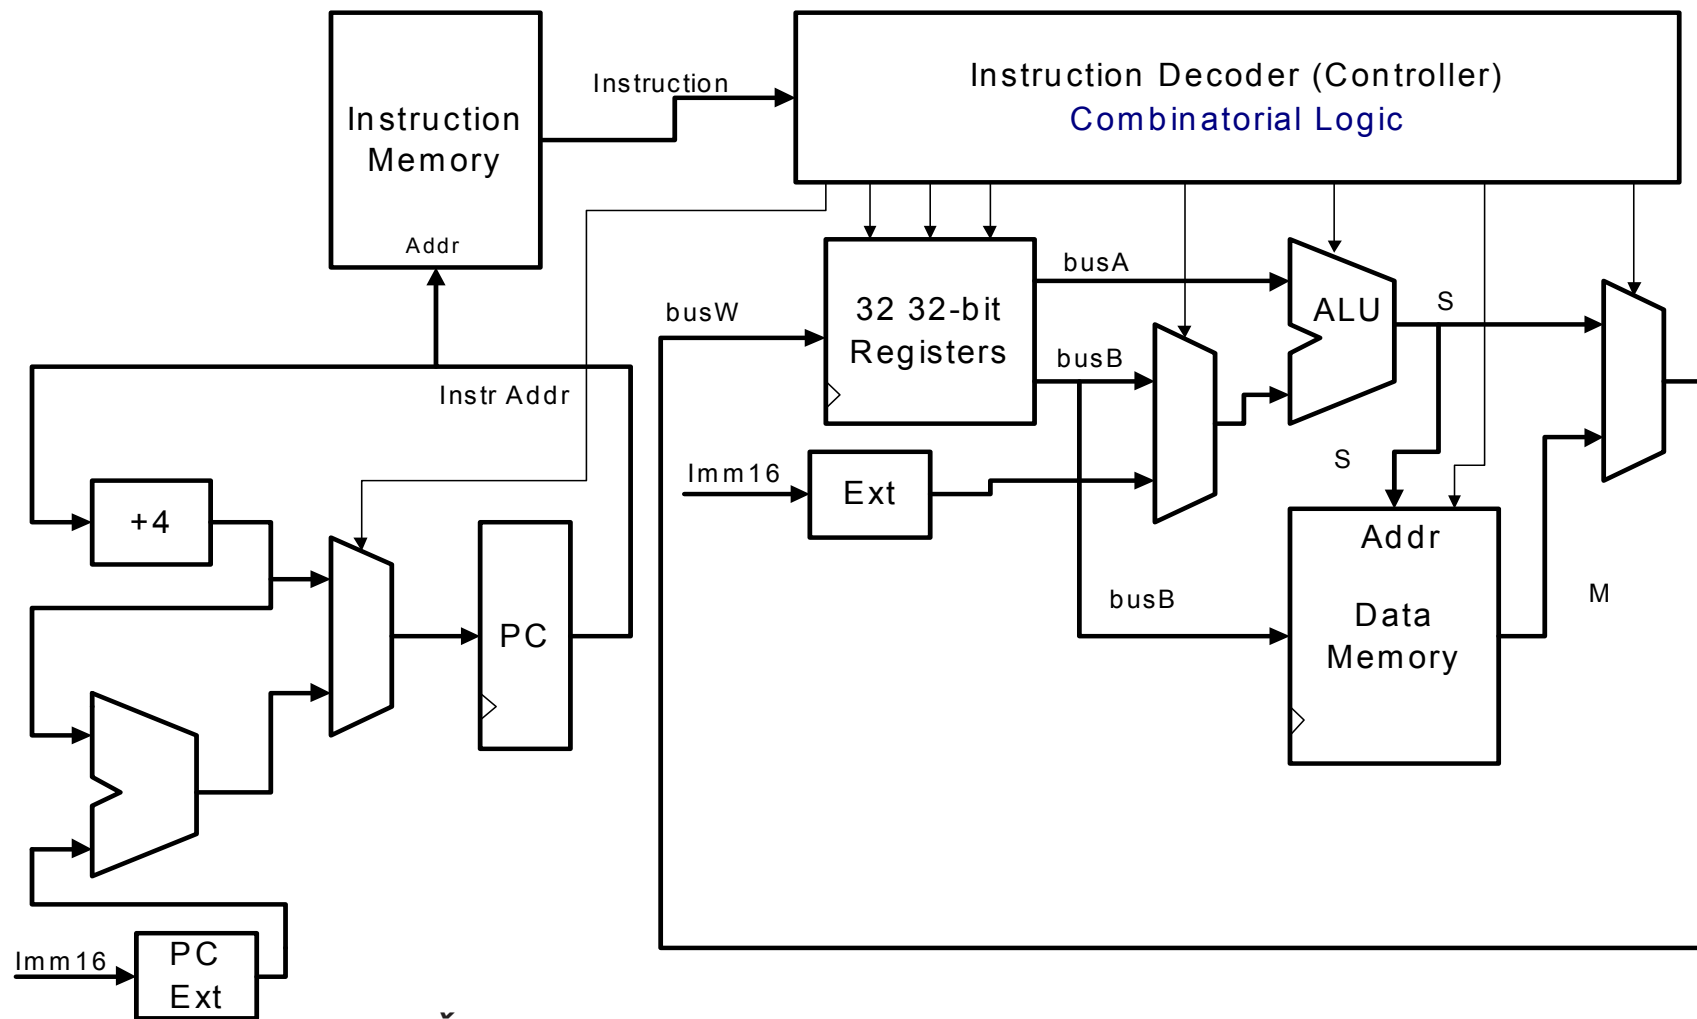 Instruction Decoder (Controller)
Combinatorial Logic
Instruction
Instruction
Memory
Addr
busA
busW
32 32-bit
Registers
ALU
S
busB
Instr Addr
Imm16
Ext
S
+4
Addr
busB
Data
Memory
M
PC
Imm16
PC
Ext